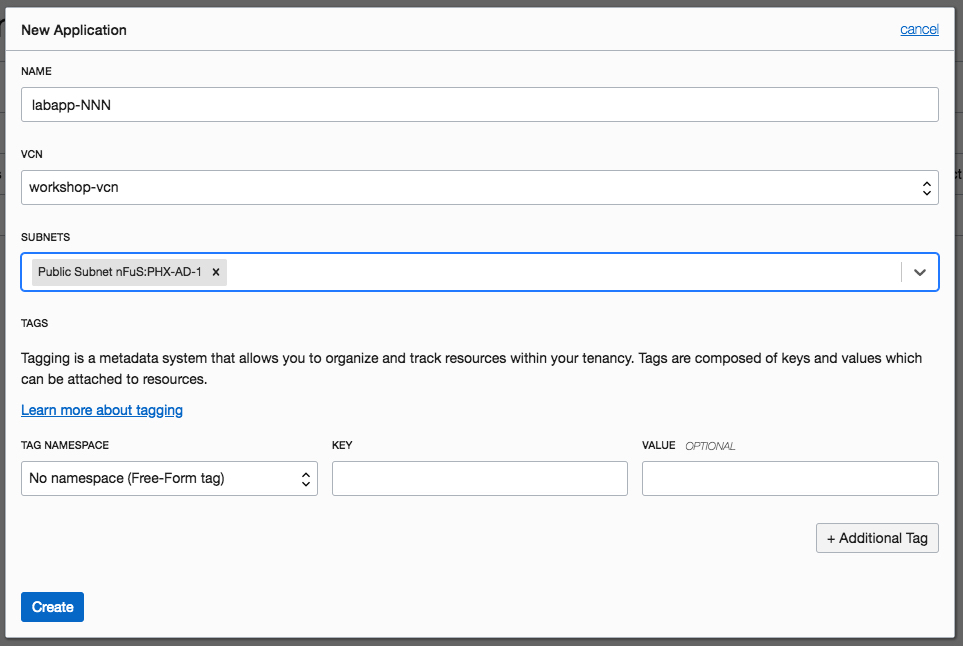 New Application
cancel
NAME
labapp-NNN
VCN
workshop-vcn
SUBNETS
Public Subnet nFuS:PHX-AD-1 x
TAGS
Tagging is a metadata system that allows you to organize and track resources within your tenancy. Tags are composed of keys and values which
can be attached to resources.
Learn more about tagging
TAG NAMESPACE
KEY
VALUE OPTIONAL
No namespace (Free-Form tag)
+ Additional Tag
Create